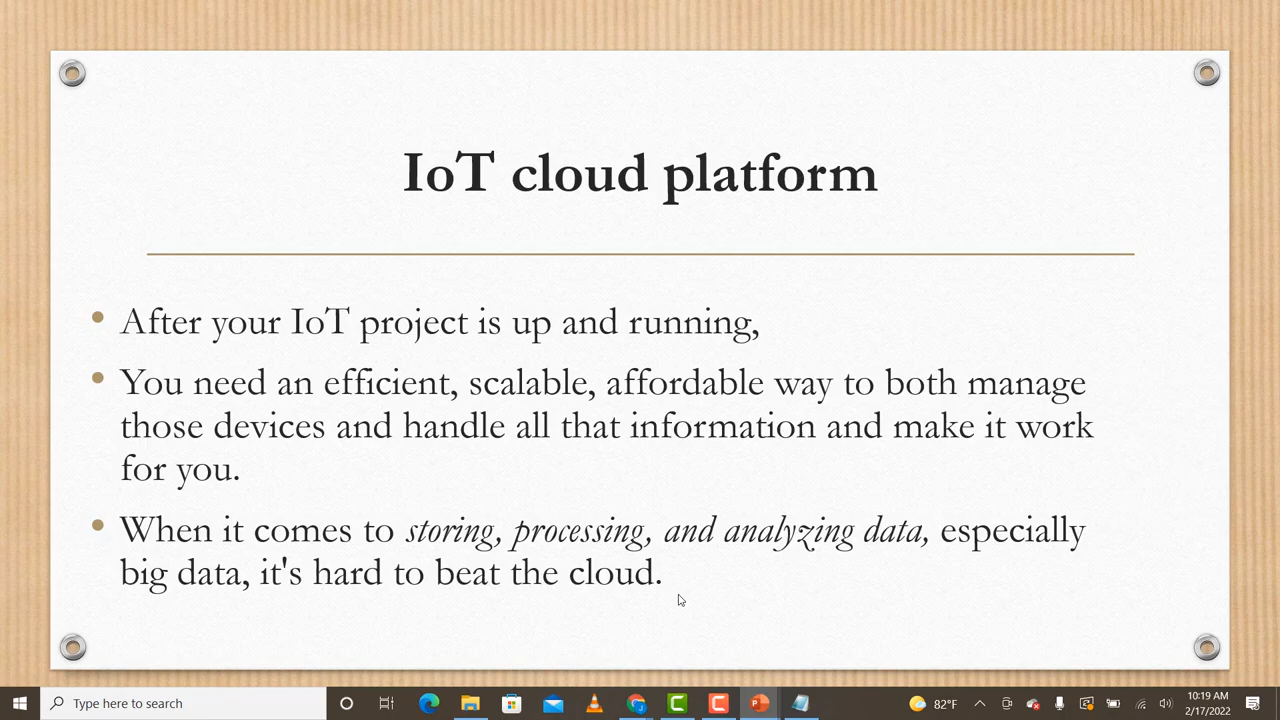 IoT cloud platform
• After your IoT project is up and running,
• You need an efficient, scalable, affordable way to both manage
those devices and handle all that information and make it work
for you.
• When it comes to storing, processing, and analyzing data, especially
big data, it's hard to beat the cloud.
Type here to search
82°F
10:19 AM
2/17/2022